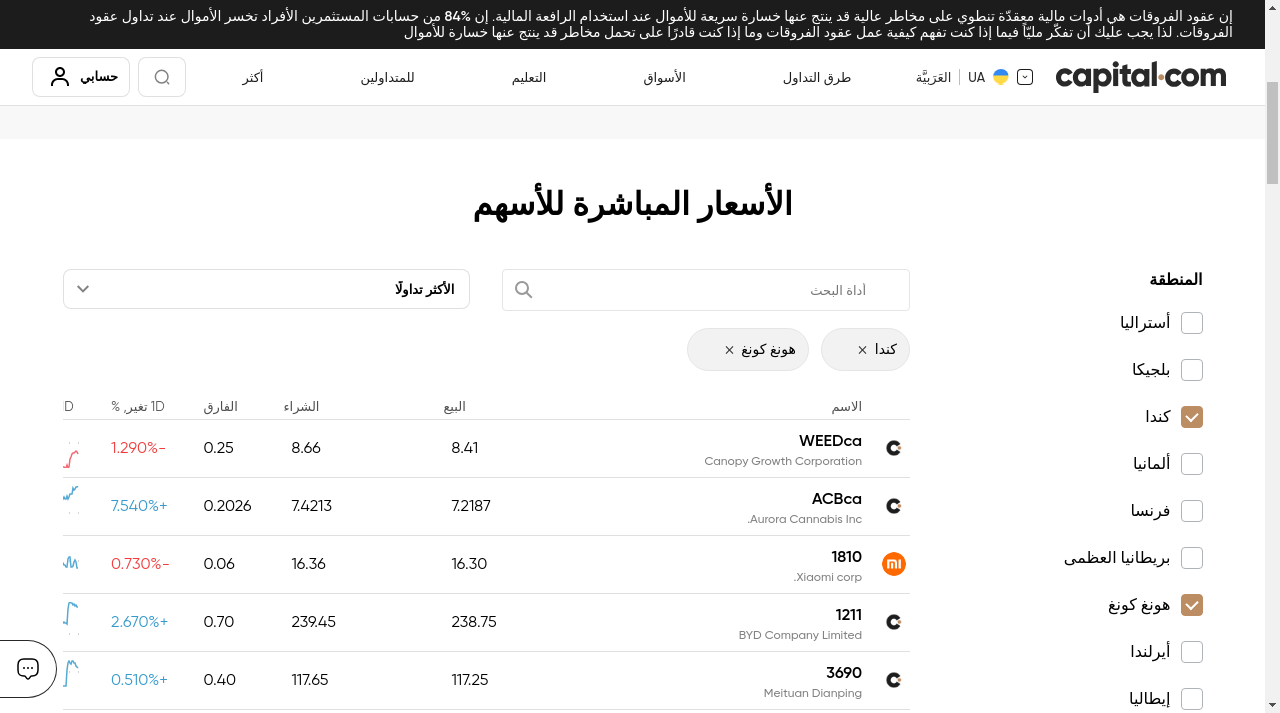 إن عقود الفروقات هي أدوات مالية معقدّة تنطوي على مخاطر عالية قد ينتج عنها خسارة سريعة للأموال عند استخدام الرافعة المالية. إن 84% من حسابات المستثمرين الأفراد تخسر الأموال عند تداول عقود
الفروقات. لذا يجب عليك أن تفكّر مليًّا فيما إذا كنت تفهم كيفية عمل عقود الفروقات وما إذا كنت قادرًا على تحمل مخاطر قد ينتج عنها خسارة للأموال
capital.com
UA
العَرَبيَّة
طرق التداول
الأسواق
التعليم
للمتداولين
أكثر
حسابي
الأسعار المباشرة للأسهم
المنطقة
أستراليا
بلجيكا
كندا
ألمانيا
فرنسا
بريطانيا العظمى
هونغ كونغ
أيرلندا
إيطاليا
أداة البحث
الأكثر تداولًا
كندا
هونغ كونغ
الاسم البيع الشراء الفارق 1D تغير, %
WEEDca 8.41 8.66 0.25 -1.290%
Canopy Growth Corporation
ACBca 7.2187 7.4213 0.2026 +7.540%
Aurora Cannabis Inc.
1810 16.30 16.36 0.06 -0.730%
Xiaomi corp.
1211 238.75 239.45 0.70 +2.670%
BYD Company Limited
3690 117.25 117.65 0.40 +0.510%
Meituan Dianping